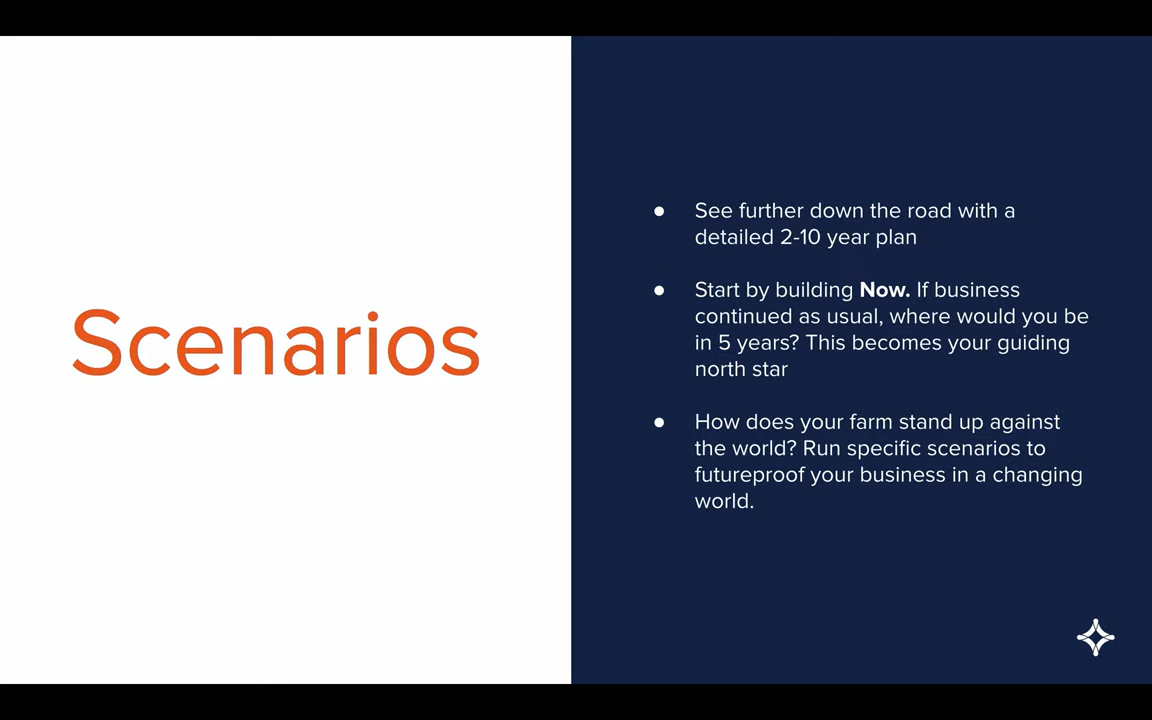 Scenarios
● See further down the road with a
detailed 2-10 year plan
● Start by building Now. If business
continued as usual, where would you be
in 5 years? This becomes your guiding
north star
● How does your farm stand up against
the world? Run specific scenarios to
futureproof your business in a changing
world.